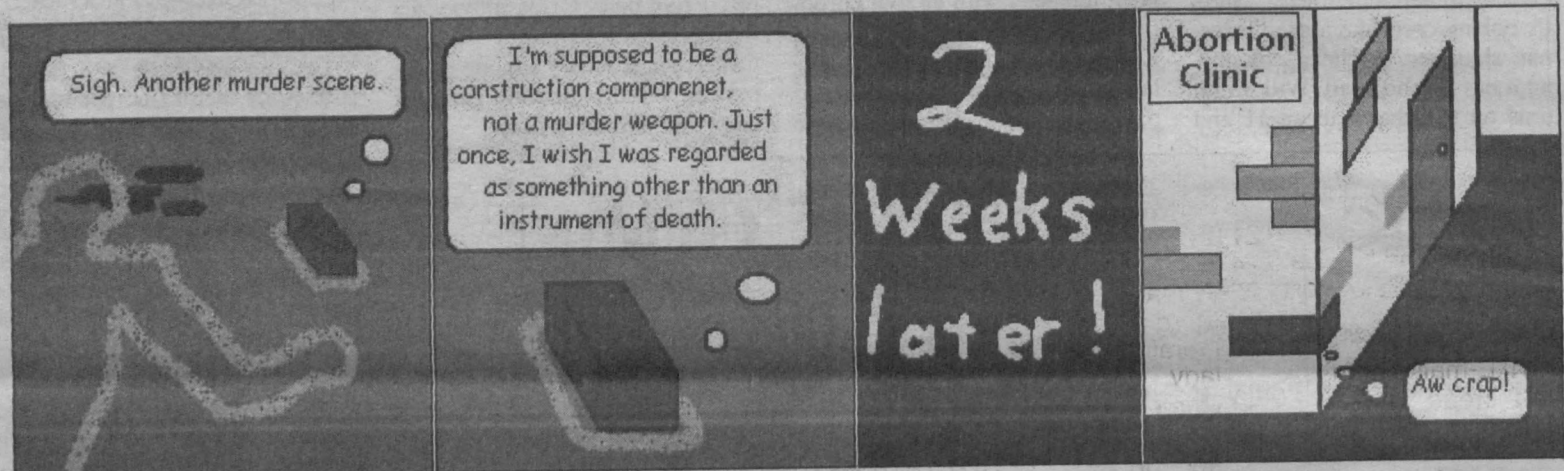 Sigh. Another murder scene.
I'm supposed to be a
construction componenet,
not a murder weapon. Just
once, I wish I was regarded
as something other than an
instrument of death.
2
Weeks
later!
Abortion
Clinic
Aw crap!